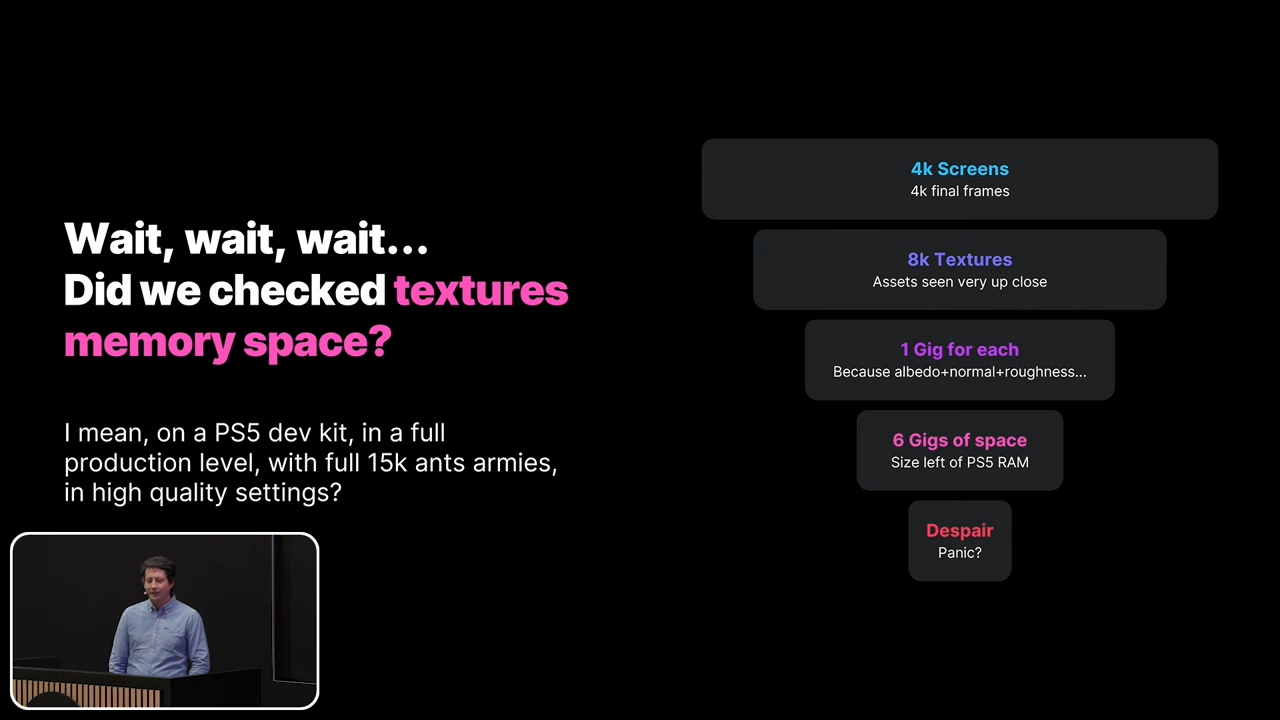 Wait, wait, wait...
Did we checked textures
memory space?
I mean, on a PS5 dev kit, in a full
production level, with full 15k ants armies,
in high quality settings?
4k Screens
4k final frames
8k Textures
Assets seen very up close
1 Gig for each
Because albedo+normal+roughness...
6 Gigs of space
Size left of PS5 RAM
Despair
Panic?